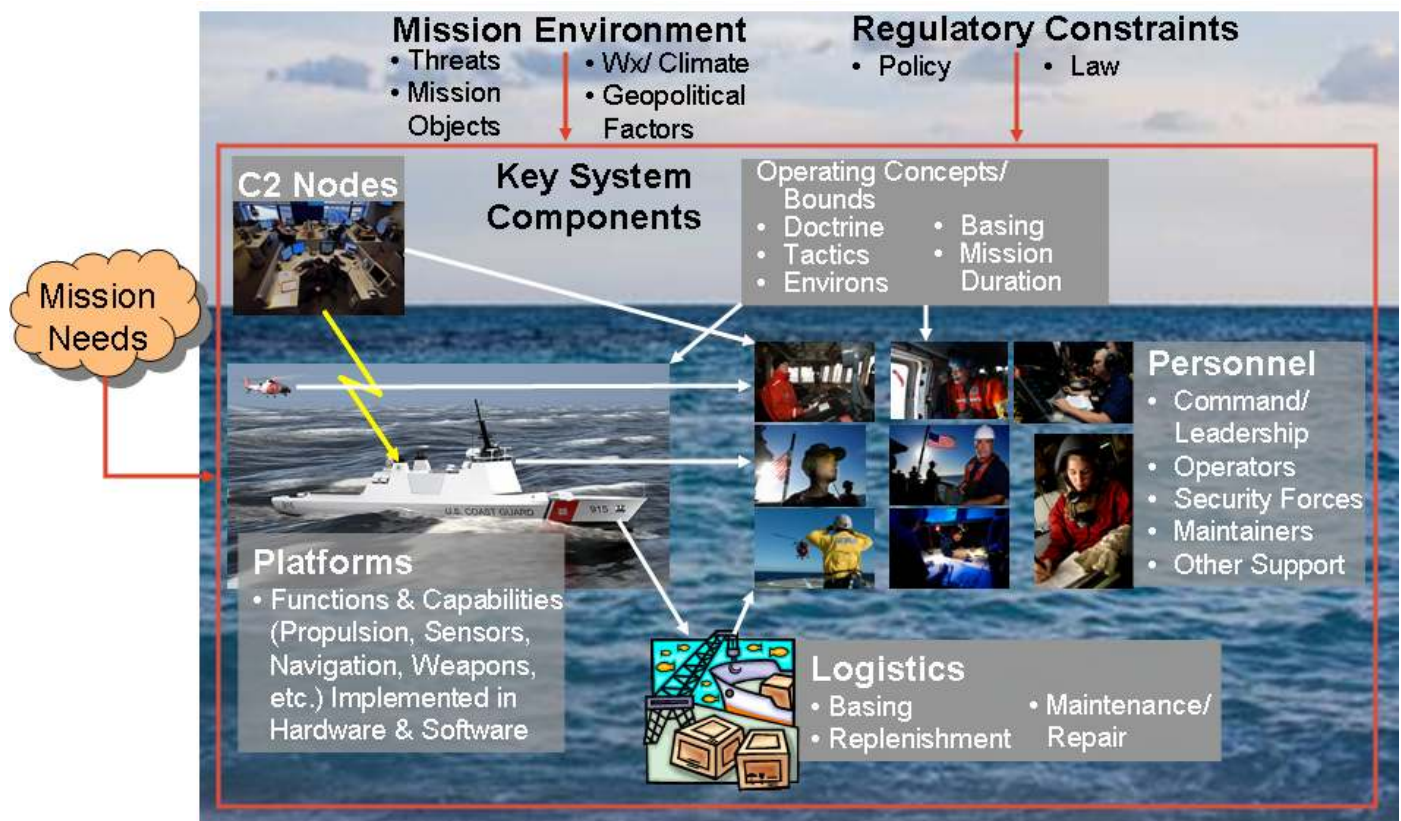 Mission Environment
• Threats
• Mission
Objects
• Wx/ Climate
• Geopolitical
Factors
Regulatory Constraints
• Policy
• Law
C2 Nodes
Key System
Components
Operating Concepts/
Bounds
• Doctrine
• Tactics
• Environs
• Basing
• Mission
Duration
Mission
Needs
Personnel
• Command/
Leadership
• Operators
• Security Forces
• Maintainers
• Other Support
U.S. COAST GUARD
915
Platforms
• Functions & Capabilities
(Propulsion, Sensors,
Navigation, Weapons,
etc.) Implemented in
Hardware & Software
Logistics
• Basing
• Replenishment
• Maintenance/
Repair